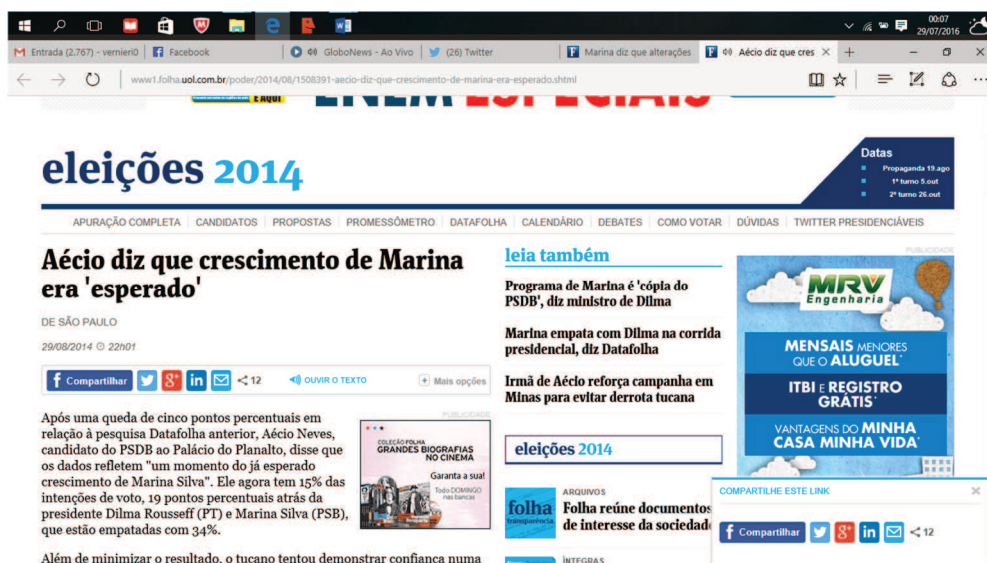 00:07
29/07/2016
Entrada (2.767) - vernieri0
Facebook
GloboNews - Ao Vivo
(26) Twitter
Marina diz que alterações
Aécio diz que cres
www1.folha.uol.com.br/poder/2014/08/1508391-aecio-diz-que-crescimento-de-marina-era-esperado.shtml
E AQUI
ENEM ESPECIAIS
eleições 2014
Datas
Propaganda 19.ago
1º turno 5.out
2º turno 26.out
APURAÇÃO COMPLETA CANDIDATOS PROPOSTAS PROMESSÔMETRO DATAFOLHA CALENDÁRIO DEBATES COMO VOTAR DÚVIDAS TWITTER PRESIDENCIÁVEIS
Aécio diz que crescimento de Marina
era 'esperado'
DE SÃO PAULO
29/08/2014 22h01
Compartilhar 12 OUVIR O TEXTO + Mais opções
Após uma queda de cinco pontos percentuais em
relação à pesquisa Datafolha anterior, Aécio Neves,
candidato do PSDB ao Palácio do Planalto, disse que
os dados refletem "um momento do já esperado
crescimento de Marina Silva". Ele agora tem 15% das
intenções de voto, 19 pontos percentuais atrás da
presidente Dilma Rousseff (PT) e Marina Silva (PSB),
que estão empatadas com 34%.
Além de minimizar o resultado, o tucano tentou demonstrar confiança numa
PUBLICIDADE
COLEÇÃO FOLHA
GRANDES BIOGRAFIAS
NO CINEMA
Garanta a sua!
Todo DOMINGO
nas bancas
leia também
Programa de Marina é 'cópia do
PSDB', diz ministro de Dilma
Marina empata com Dilma na corrida
presidencial, diz Datafolha
Irmã de Aécio reforça campanha em
Minas para evitar derrota tucana
eleições 2014
folha
transparência
ARQUIVOS
Folha reúne documentos
de interesse da sociedad
ÍNTEGRAS
PUBLICIDADE
MRV
Engenharia
MENSAIS MENORES
QUE O ALUGUEL*
ITBI E REGISTRO
GRÁTIS*
VANTAGENS DO MINHA
CASA MINHA VIDA*
COMPARTILHE ESTE LINK
Compartilhar 12